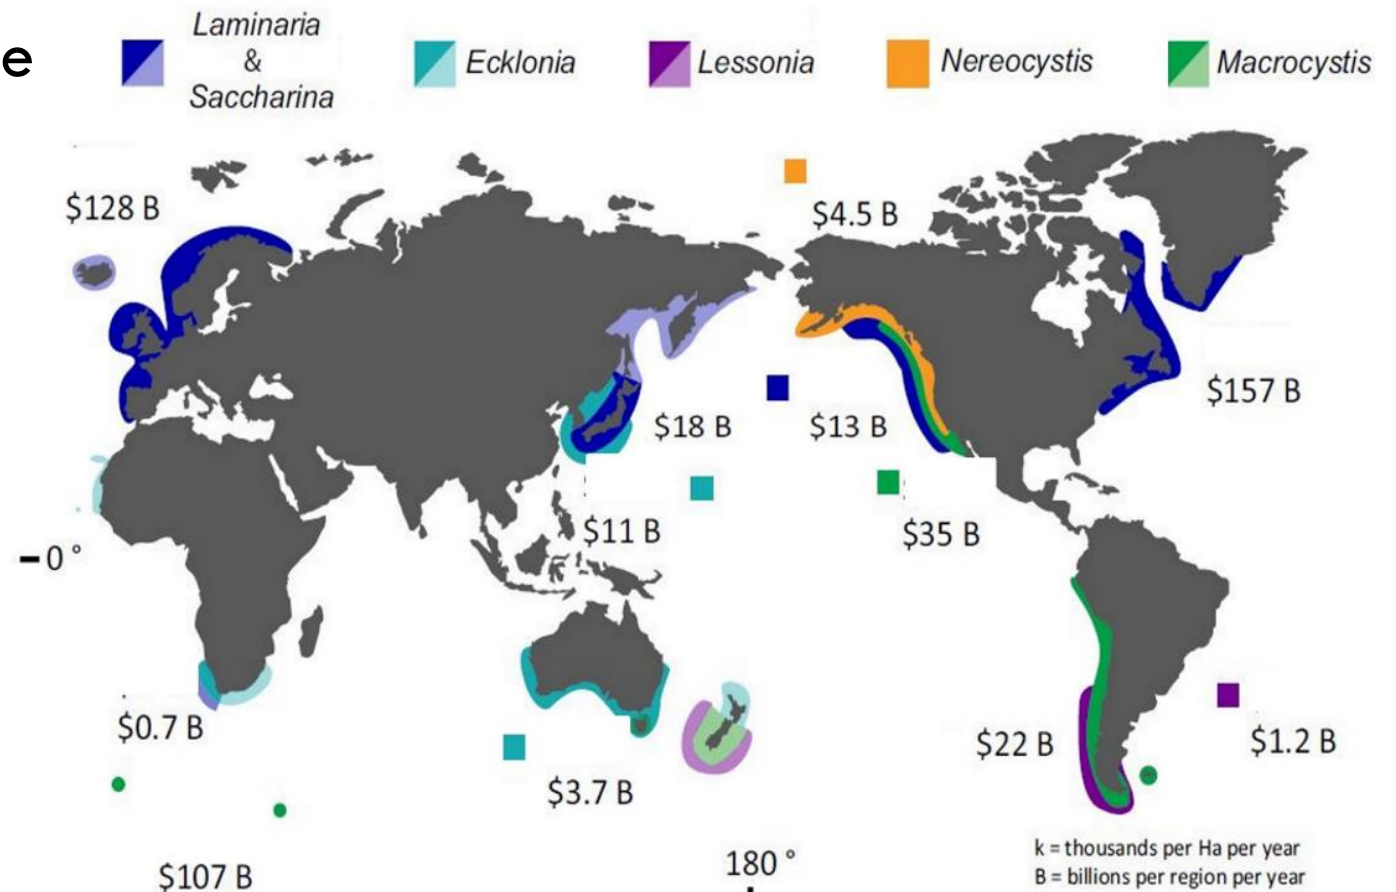 e
Laminaria
&
Saccharina
Ecklonia
Lessonia
Nereocystis
Macrocystis
$128 B
$4.5 B
$157 B
$18 B
$13 B
$11 B
$35 B
0 °
$0.7 B
$22 B
$1.2 B
$3.7 B
$107 B
180 °
k = thousands per Ha per year
B = billions per region per year